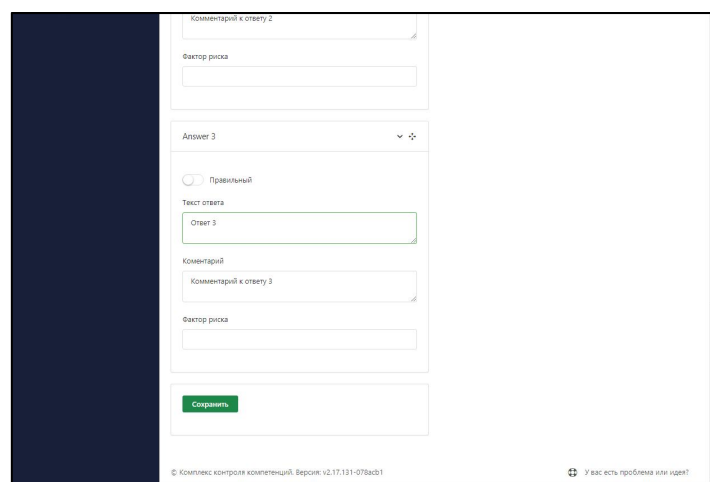 Комментарий к ответу 2
Фактор риска
Answer 3
Правильный
Текст ответа
Ответ 3
Коментарий
Комментарий к ответу 3
Фактор риска
Сохранить
© Комплекс контроля компетенций. Версия: v2.17.131-078acb1
У вас есть проблема или идея?